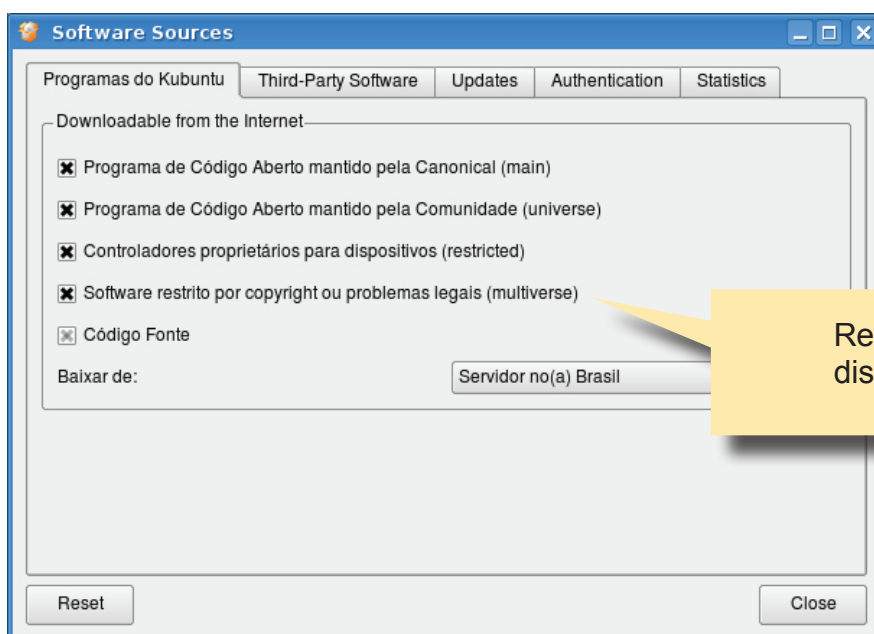 Software Sources
Programas do Kubuntu Third-Party Software Updates Authentication Statistics
Downloadable from the Internet
Programa de Código Aberto mantido pela Canonical (main)
Programa de Código Aberto mantido pela Comunidade (universe)
Controladores proprietários para dispositivos (restricted)
Software restrito por copyright ou problemas legais (multiverse)
Código Fonte
Baixar de: Servidor no(a) Brasil
Reset Close